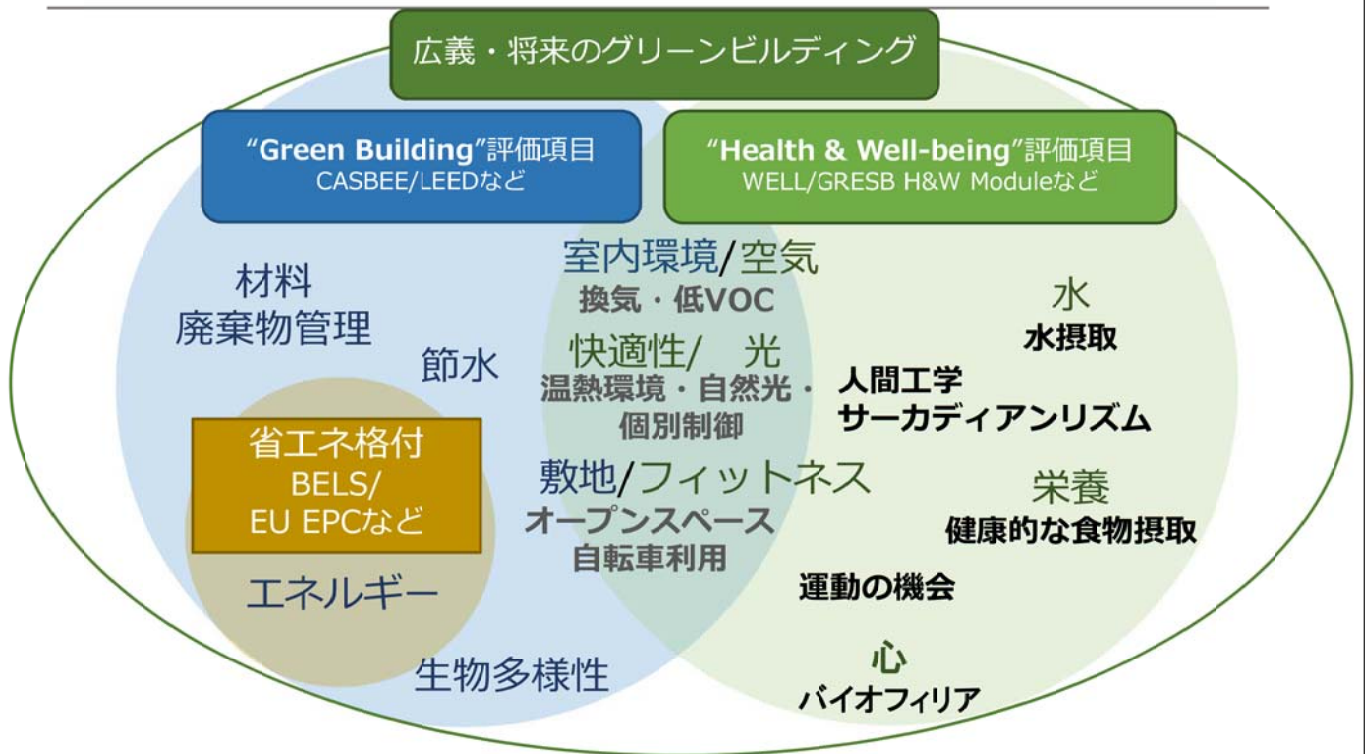 広義・将来のグリーンビルディング
“Green Building”評価項目
CASBEE/LEEDなど
“Health & Well-being”評価項目
WELL/GRESB H&W Moduleなど
材料
廃棄物管理
節水
省エネ格付
BELS/
EU EPCなど
エネルギー
生物多様性
室内環境/空気
換気・低VOC
快適性/ 光
温熱環境・自然光・
個別制御
敷地/フィットネス
オープンスペース
自転車利用
水
水摂取
人間工学
サーカディアンリズム
栄養
健康的な食物摂取
運動の機会
心
バイオフィリア